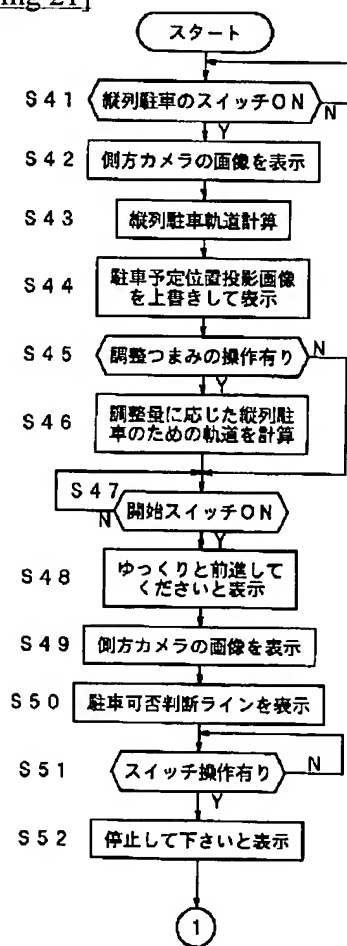 ng 21]
スタート
S41
縦列駐車のスイッチON
N
Y
S42
側方カメラの画像を表示
S43
縦列駐車軌道計算
S44
駐車予定位置投影画像
を上書きして表示
S45
調整つまみの操作有り
N
Y
S46
調整量に応じた縦列駐
車のための軌道を計算
S47
開始スイッチON
N
Y
S48
ゆっくりと前進して
くださいと表示
S49
側方カメラの画像を表示
S50
駐車可否判断ラインを表示
S51
スイッチ操作有り
N
Y
S52
停止して下さいと表示
1